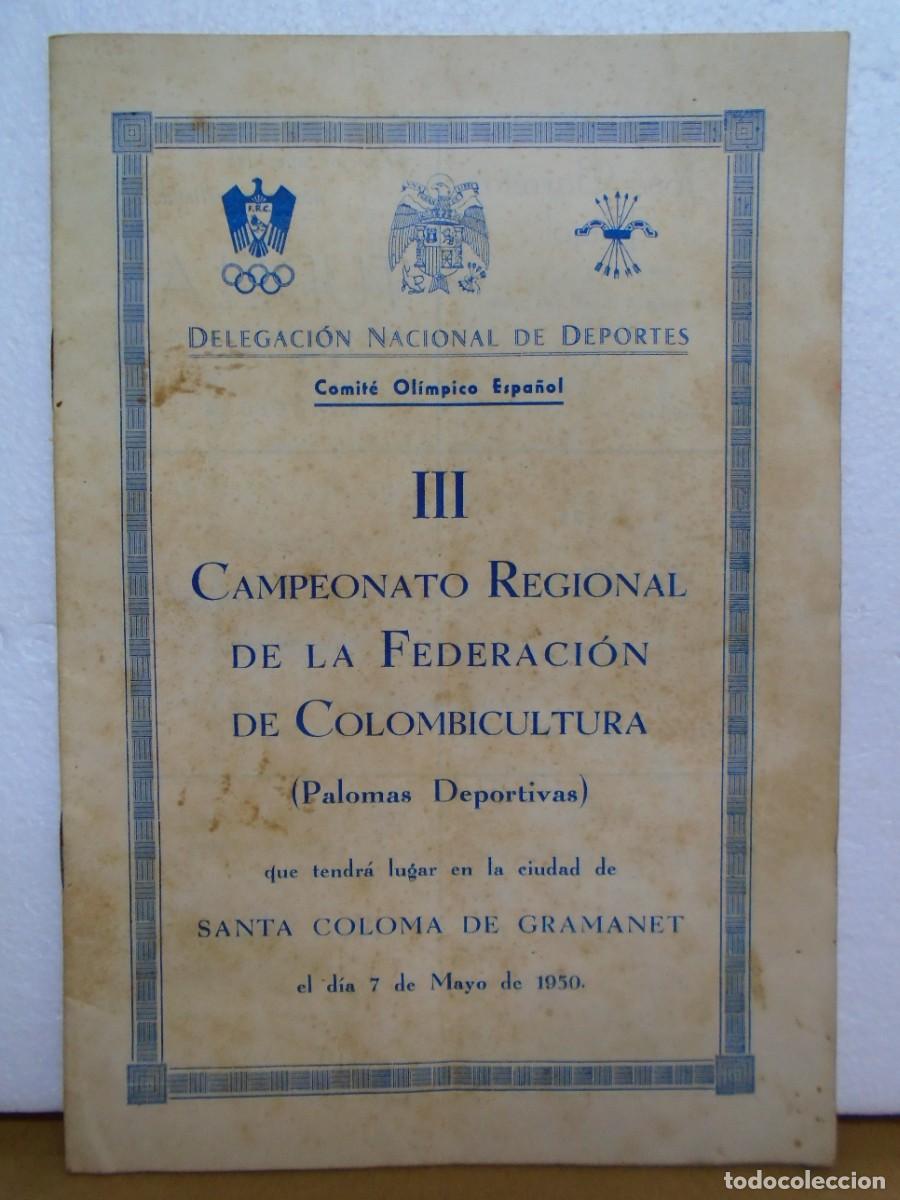 F.R.C.
DELEGACIÓN NACIONAL DE DEPORTES
Comité Olímpico Español
III
CAMPEONATO REGIONAL
DE LA FEDERACIÓN
DE COLOMBICULTURA
(Palomas Deportivas)
que tendrá lugar en la ciudad de
SANTA COLOMA DE GRAMANET
el día 7 de Mayo de 1950.
todocoleccion